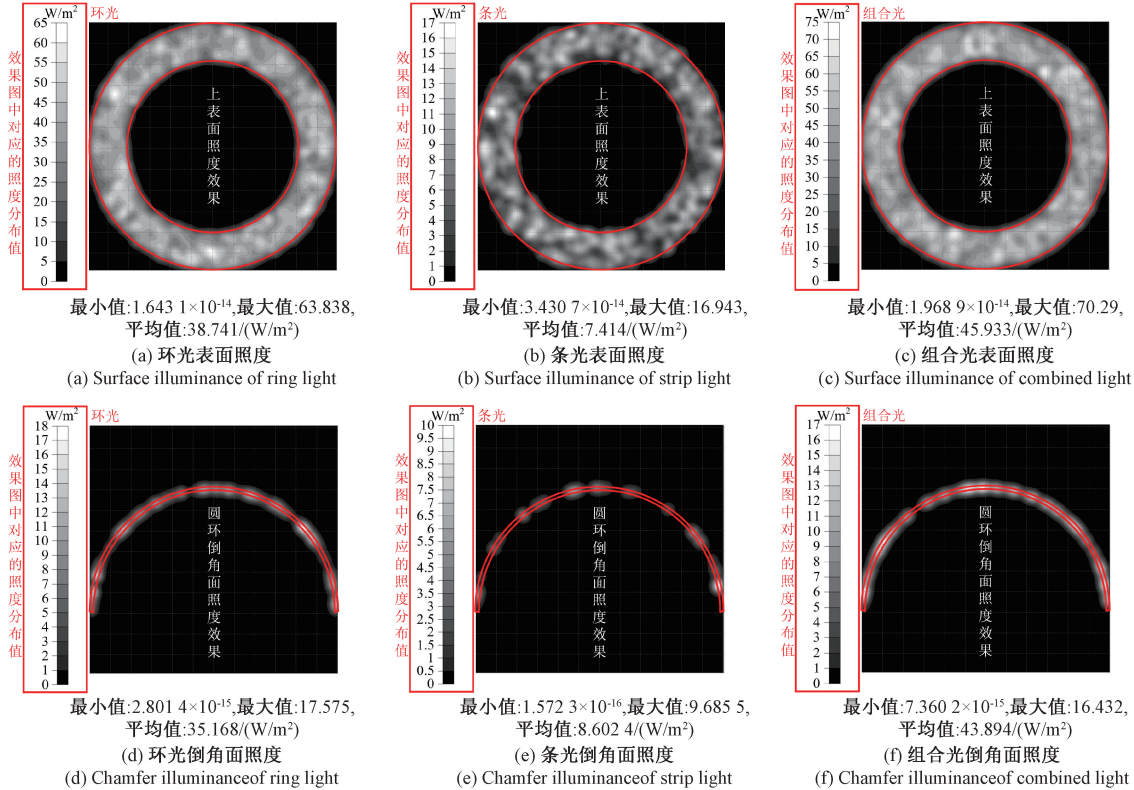 W/m²
环光
65
60
55
50
45
40
35
30
25
20
15
10
5
0
效果图中对应的照度分布值
上表面照度效果
最小值:1.643 1×10⁻¹⁴,最大值:63.838,
平均值:38.741/(W/m²)
(a) 环光表面照度
(a) Surface illuminance of ring light
W/m²
条光
17
16
15
14
13
12
11
10
9
8
7
6
5
4
3
2
1
0
效果图中对应的照度分布值
上表面照度效果
最小值:3.430 7×10⁻¹⁴,最大值:16.943,
平均值:7.414/(W/m²)
(b) 条光表面照度
(b) Surface illuminance of strip light
W/m²
组合光
75
70
65
60
55
50
45
40
35
30
25
20
15
10
5
0
效果图中对应的照度分布值
上表面照度效果
最小值:1.968 9×10⁻¹⁴,最大值:70.29,
平均值:45.933/(W/m²)
(c) 组合光表面照度
(c) Surface illuminance of combined light
W/m²
环光
18
17
16
15
14
13
12
11
10
9
8
7
6
5
4
3
2
1
0
效果图中对应的照度分布值
圆环倒角面照度效果
最小值:2.801 4×10⁻¹⁵,最大值:17.575,
平均值:35.168/(W/m²)
(d) 环光倒角面照度
(d) Chamfer illuminanceof ring light
W/m²
条光
10
9.5
9
8.5
8
7.5
7
6.5
6
5.5
5
4.5
4
3.5
3
2.5
2
1.5
1
0.5
0
效果图中对应的照度分布值
圆环倒角面照度效果
最小值:1.572 3×10⁻¹⁶,最大值:9.685 5,
平均值:8.602 4/(W/m²)
(e) 条光倒角面照度
(e) Chamfer illuminanceof strip light
W/m²
组合光
17
16
15
14
13
12
11
10
9
8
7
6
5
4
3
2
1
0
效果图中对应的照度分布值
圆环倒角面照度效果
最小值:7.360 2×10⁻¹⁵,最大值:16.432,
平均值:43.894/(W/m²)
(f) 组合光倒角面照度
(f) Chamfer illuminanceof combined light